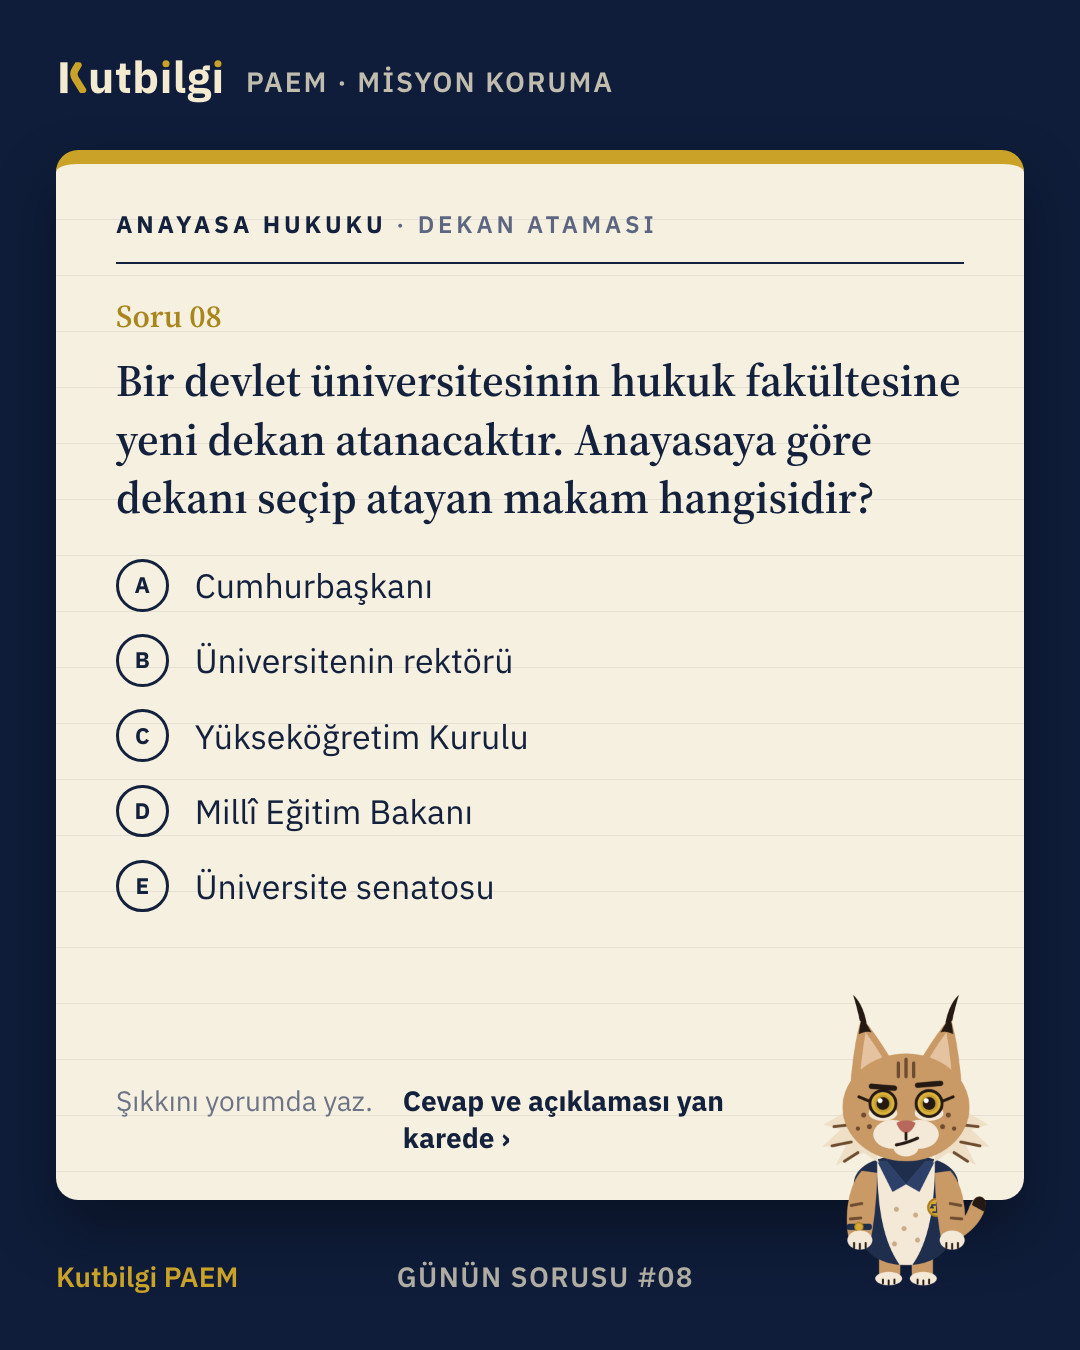 Kutbilgi PAEM · MİSYON KORUMA
ANAYASA HUKUKU · DEKAN ATAMASI
Soru 08
Bir devlet üniversitesinin hukuk fakültesine
yeni dekan atanacaktır. Anayasaya göre
dekanı seçip atayan makam hangisidir?
A Cumhurbaşkanı
B Üniversitenin rektörü
C Yükseköğretim Kurulu
D Millî Eğitim Bakanı
E Üniversite senatosu
Şıkkını yorumda yaz. Cevap ve açıklaması yan
karede ›
Kutbilgi PAEM GÜNÜN SORUSU #08